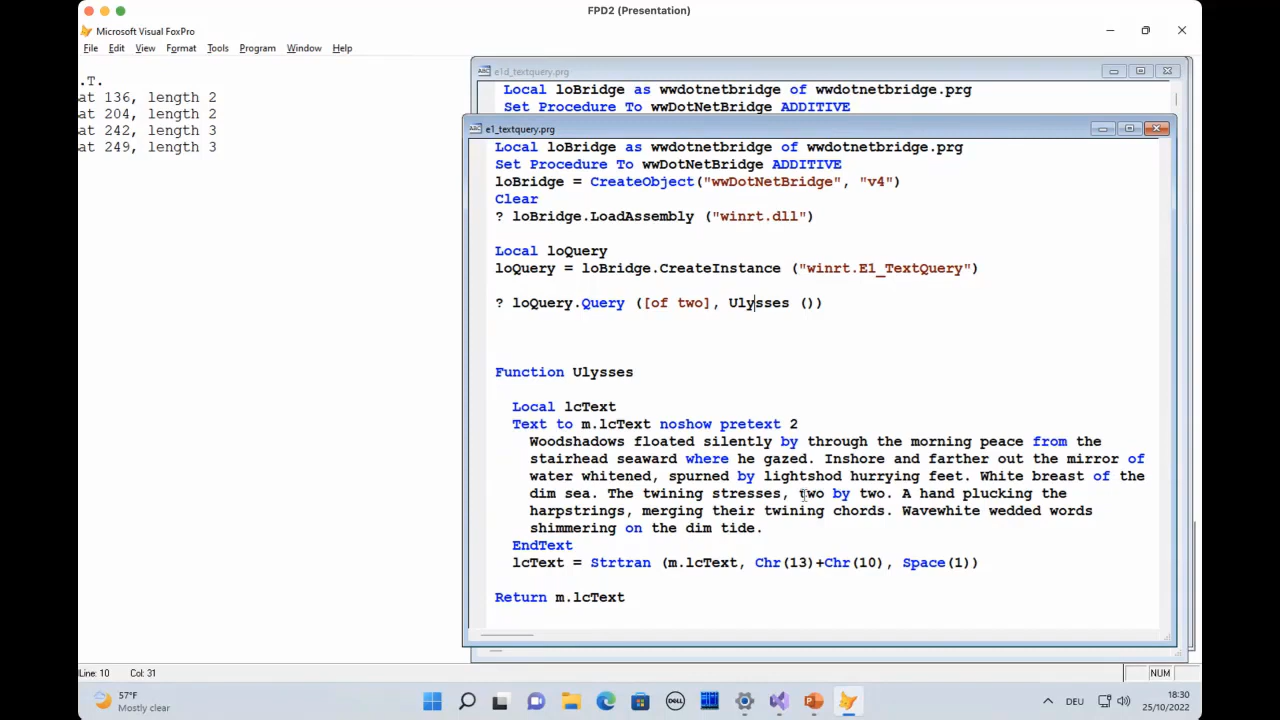 FPD2 (Presentation)
Microsoft Visual FoxPro
File Edit View Format Tools Program Window Help
.T.
at 136, length 2
at 204, length 2
at 242, length 3
at 249, length 3
e1d_textquery.prg
Local loBridge as wwdotnetbridge of wwdotnetbridge.prg
Set Procedure To wwDotNetBridge ADDITIVE
e1_textquery.prg
Local loBridge as wwdotnetbridge of wwdotnetbridge.prg
Set Procedure To wwDotNetBridge ADDITIVE
loBridge = CreateObject("wwDotNetBridge", "v4")
Clear
? loBridge.LoadAssembly ("winrt.dll")
Local loQuery
loQuery = loBridge.CreateInstance ("winrt.E1_TextQuery")
? loQuery.Query ([of two], Ulysses ())
Function Ulysses
Local lcText
Text to m.lcText noshow pretext 2
Woodshadows floated silently by through the morning peace from the
stairhead seaward where he gazed. Inshore and farther out the mirror of
water whitened, spurned by lightshod hurrying feet. White breast of the
dim sea. The twining stresses, two by two. A hand plucking the
harpstrings, merging their twining chords. Wavewhite wedded words
shimmering on the dim tide.
EndText
lcText = Strtran (m.lcText, Chr(13)+Chr(10), Space(1))
Return m.lcText
Line: 10 Col: 31 NUM
57°F
Mostly clear
DELL
DEU
18:30
25/10/2022